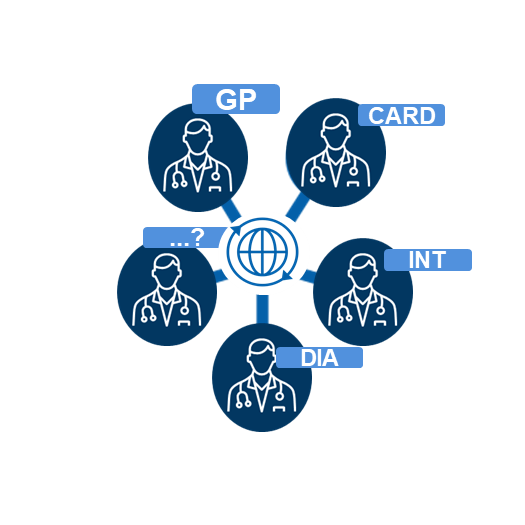 GP
CARD
...?
INT
DIA